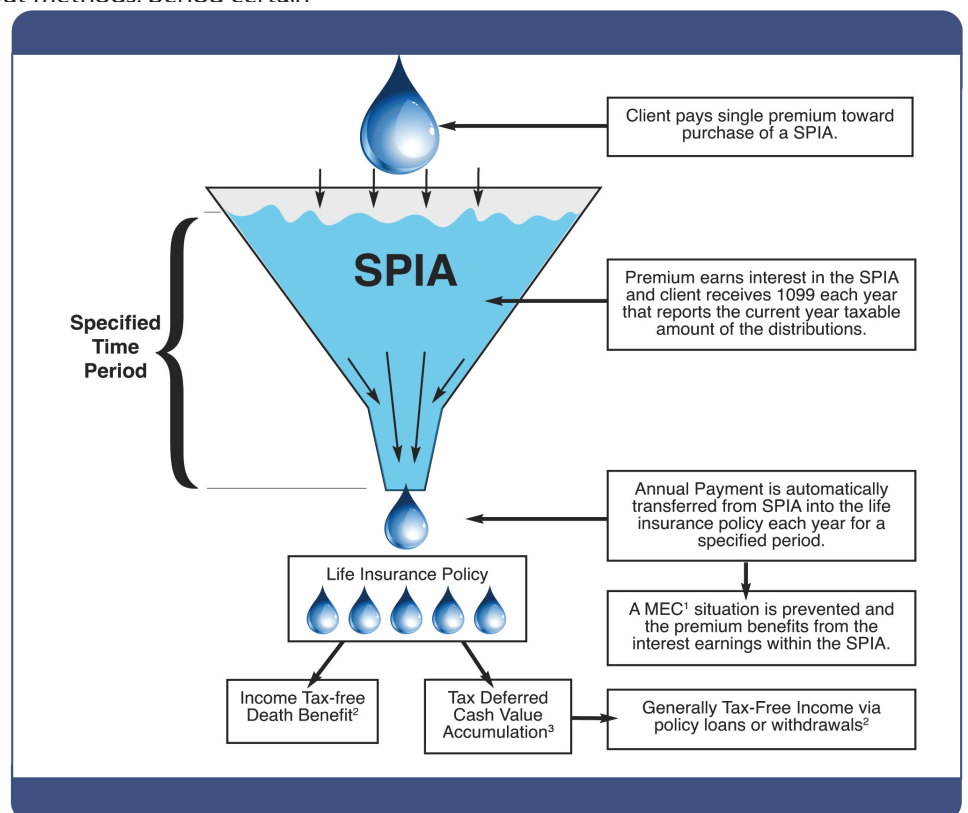 Client pays single premium toward
purchase of a SPIA.
SPIA
Premium earns interest in the SPIA
and client receives 1099 each year
that reports the current year taxable
amount of the distributions.
Specified
Time
Period
Annual Payment is automatically
transferred from SPIA into the life
insurance policy each year for a
specified period.
Life Insurance Policy
A MEC¹ situation is prevented and
the premium benefits from the
interest earnings within the SPIA.
Income Tax-free
Death Benefit²
Tax Deferred
Cash Value
Accumulation³
Generally Tax-Free Income via
policy loans or withdrawals²